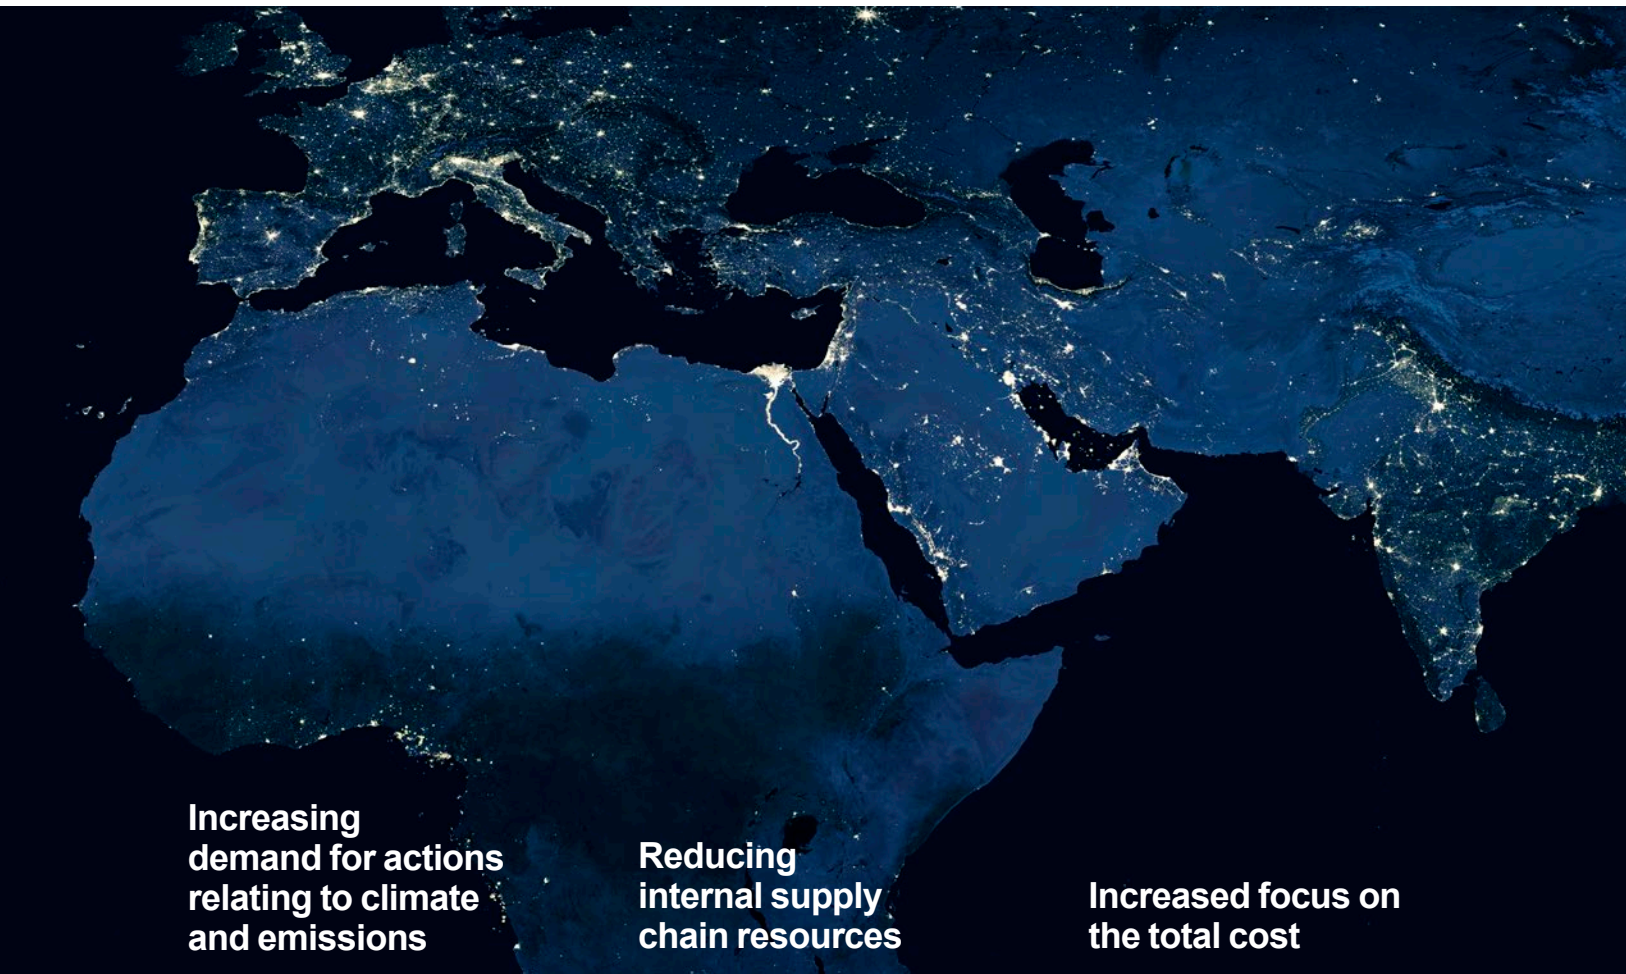 Increasing
demand for actions
relating to climate
and emissions
Reducing
internal supply
chain resources
Increased focus on
the total cost